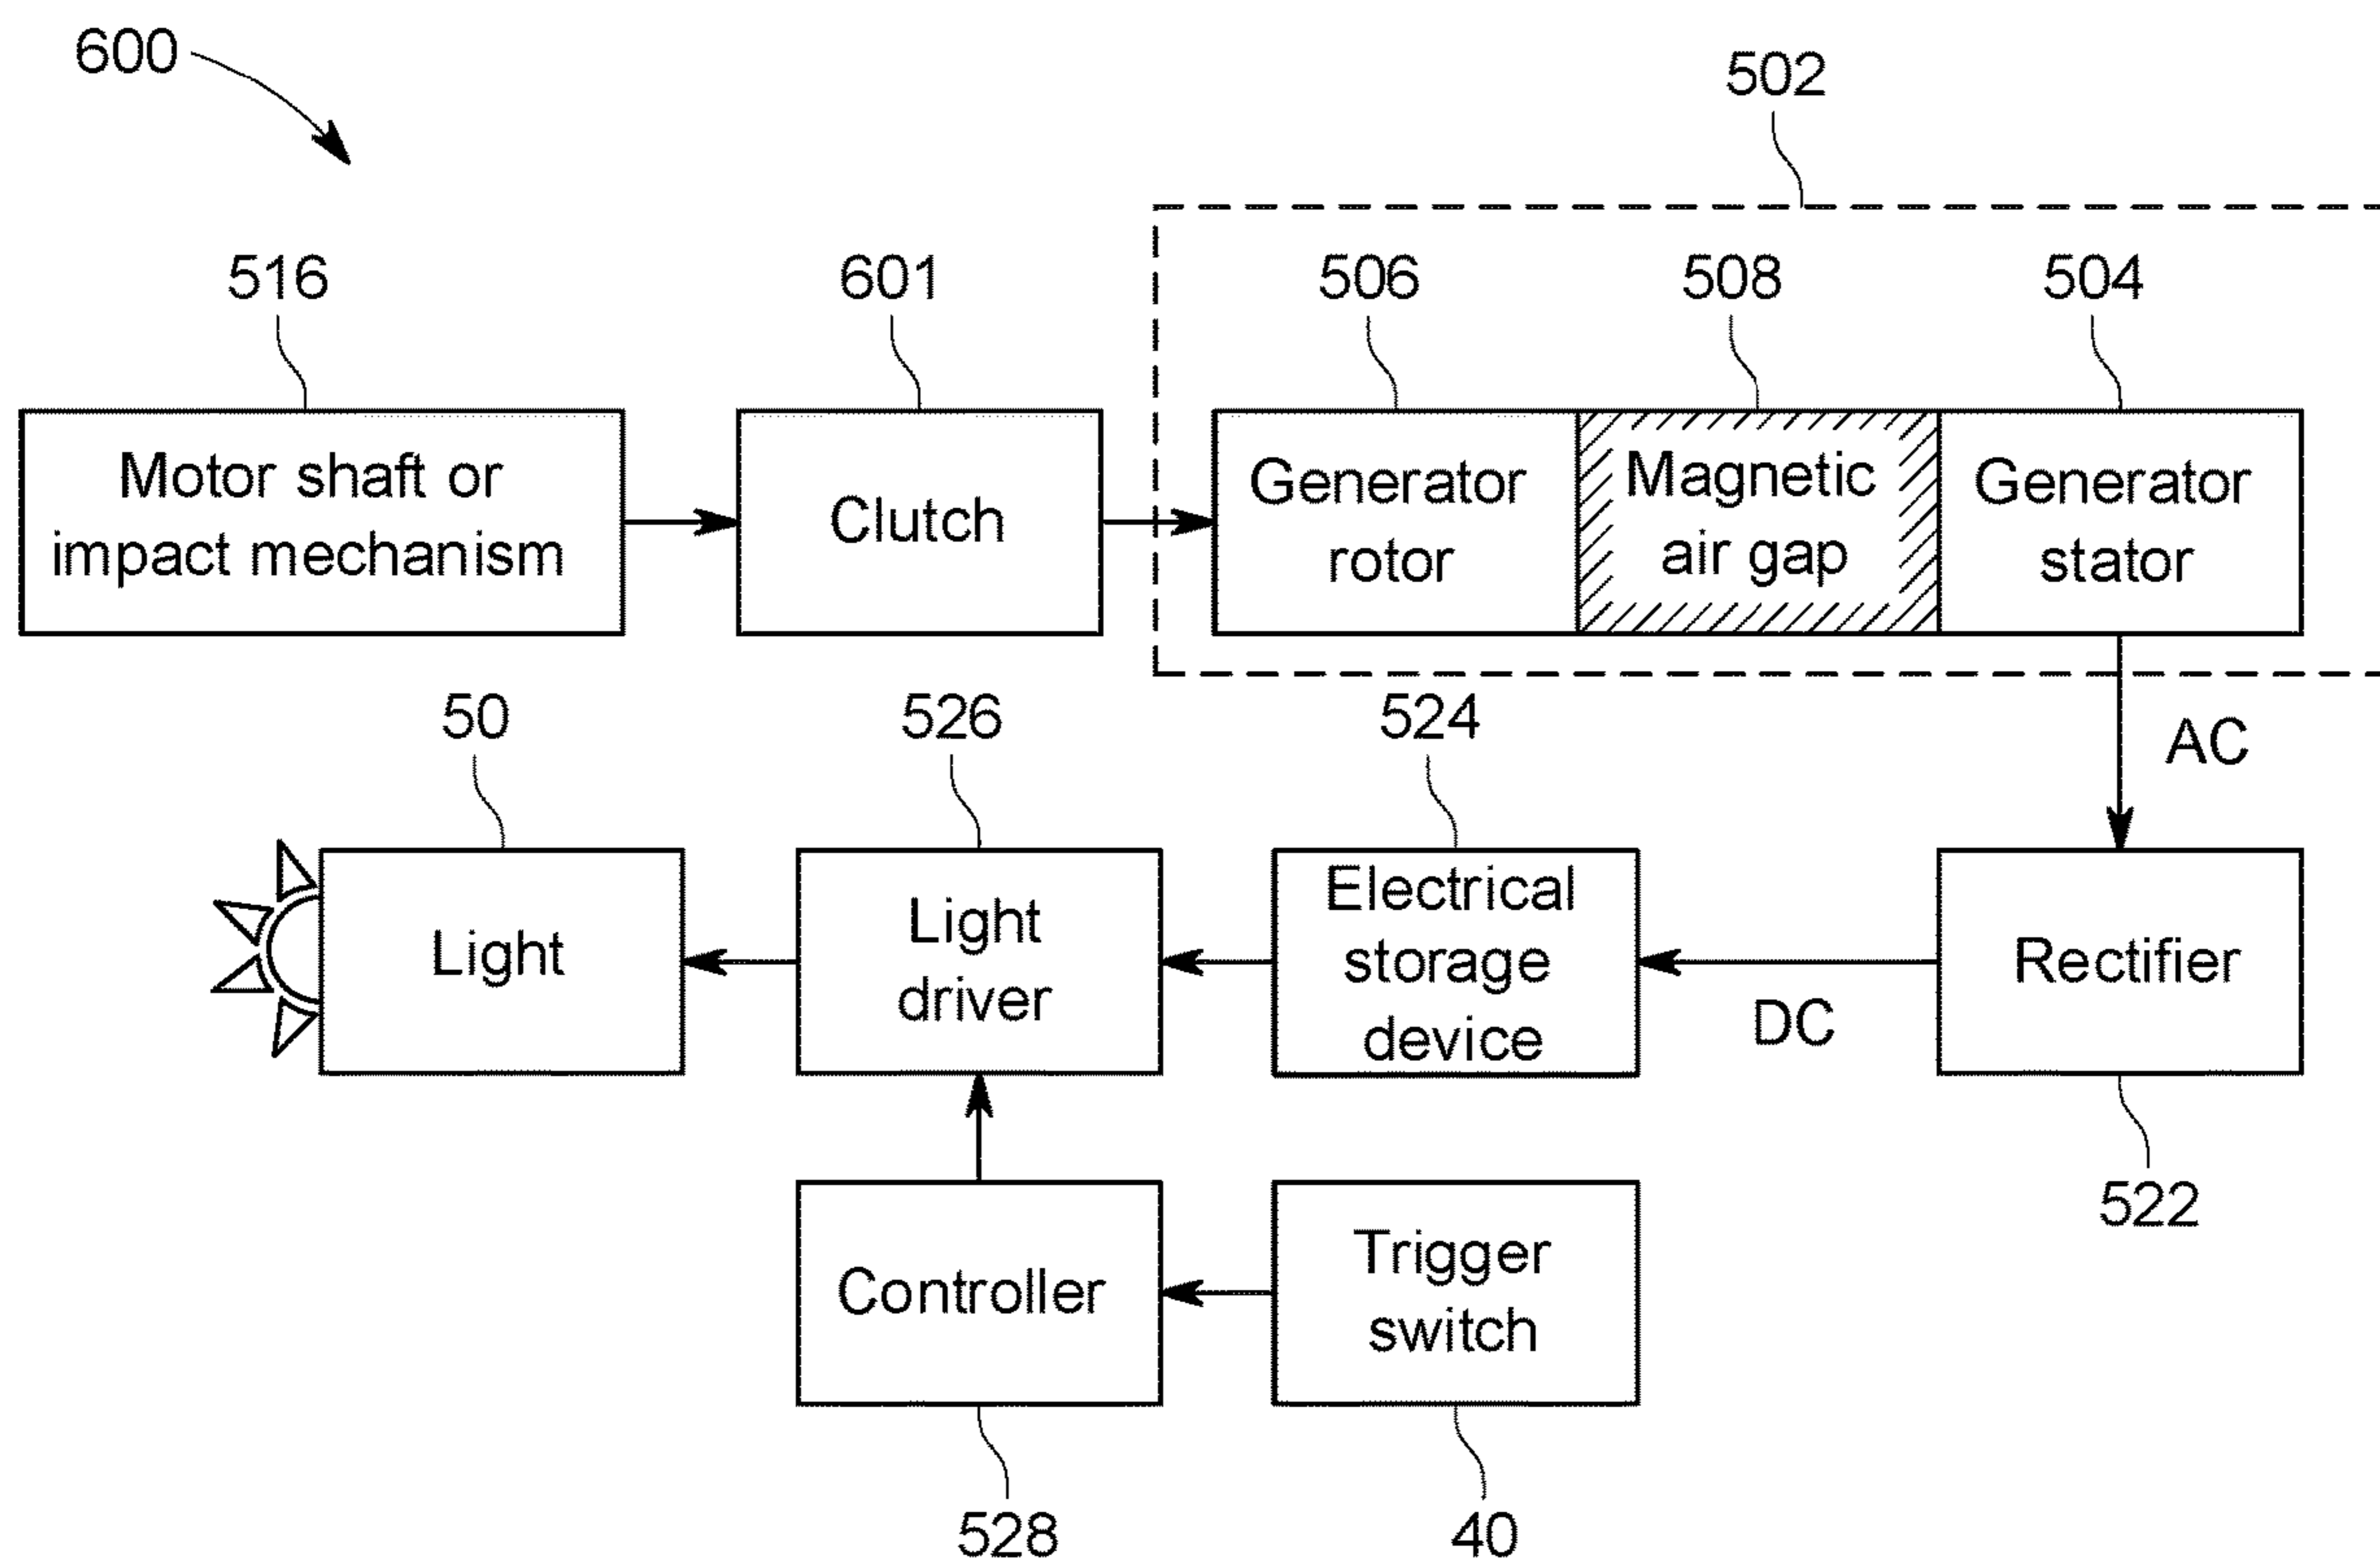 600
502
516
601
506
508
504
Motor shaft or
impact mechanism
Clutch
Generator
rotor
Magnetic
air gap
Generator
stator
50
526
524
AC
Light
Light
driver
Electrical
storage
device
DC
Rectifier
522
Controller
Trigger
switch
528
40